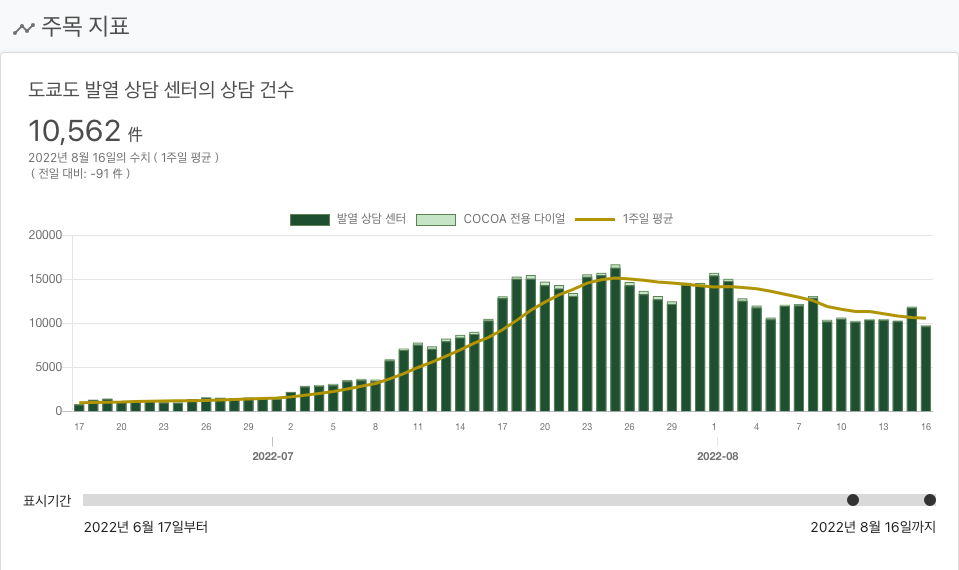 주목 지표
도쿄도 발열 상담 센터의 상담 건수
10,562 件
2022년 8월 16일의 수치 ( 1주일 평균 )
( 전일 대비: -91 件 )
발열 상담 센터 COCOA 전용 다이얼 1주일 평균
20000
15000
10000
5000
0
17 20 23 26 29 2 5 8 11 14 17 20 23 26 29 1 4 7 10 13 16
2022-07 2022-08
표시기간
2022년 6월 17일부터 2022년 8월 16일까지